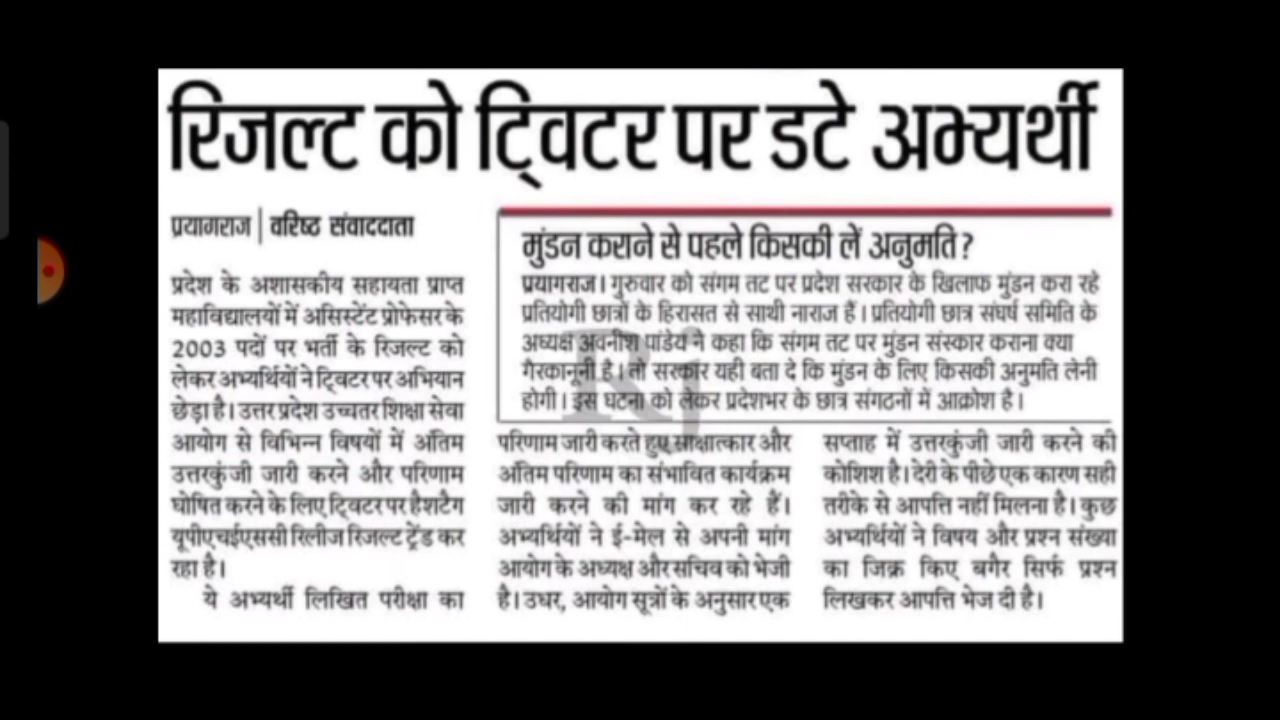 रिजल्ट को ट्विटर पर डटे अभ्यर्थी
प्रयागराज | वरिष्ठ संवाददाता
प्रदेश के अशासकीय सहायता प्राप्त
महाविद्यालयों में असिस्टेंट प्रोफेसर के
2003 पदों पर भर्ती के रिजल्ट को
लेकर अभ्यर्थियों ने ट्विटर पर अभियान
छेड़ा है। उत्तर प्रदेश उच्चतर शिक्षा सेवा
आयोग से विभिन्न विषयों में अंतिम
उत्तरकुंजी जारी करने और परिणाम
घोषित करने के लिए ट्विटर पर हैशटैग
यूपीएचईएससी रिलीज रिजल्ट ट्रेंड कर
रहा है।
ये अभ्यर्थी लिखित परीक्षा का
मुंडन कराने से पहले किसकी लें अनुमति?
प्रयागराज। गुरुवार को संगम तट पर प्रदेश सरकार के खिलाफ मुंडन करा रहे
प्रतियोगी छात्रों के हिरासत से साथी नाराज हैं। प्रतियोगी छात्र संघर्ष समिति के
अध्यक्ष अवनीश पांडेय ने कहा कि संगम तट पर मुंडन संस्कार कराना क्या
गैरकानूनी है। तो सरकार यही बता दे कि मुंडन के लिए किसकी अनुमति लेनी
होगी। इस घटना को लेकर प्रदेशभर के छात्र संगठनों में आक्रोश है।
Rj
परिणाम जारी करते हुए साक्षात्कार और
अंतिम परिणाम का संभावित कार्यक्रम
जारी करने की मांग कर रहे हैं।
अभ्यर्थियों ने ई-मेल से अपनी मांग
आयोग के अध्यक्ष और सचिव को भेजी
है। उधर, आयोग सूत्रों के अनुसार एक
सप्ताह में उत्तरकुंजी जारी करने की
कोशिश है। देरी के पीछे एक कारण सही
तरीके से आपत्ति नहीं मिलना है। कुछ
अभ्यर्थियों ने विषय और प्रश्न संख्या
का जिक्र किए बगैर सिर्फ प्रश्न
लिखकर आपत्ति भेज दी है।